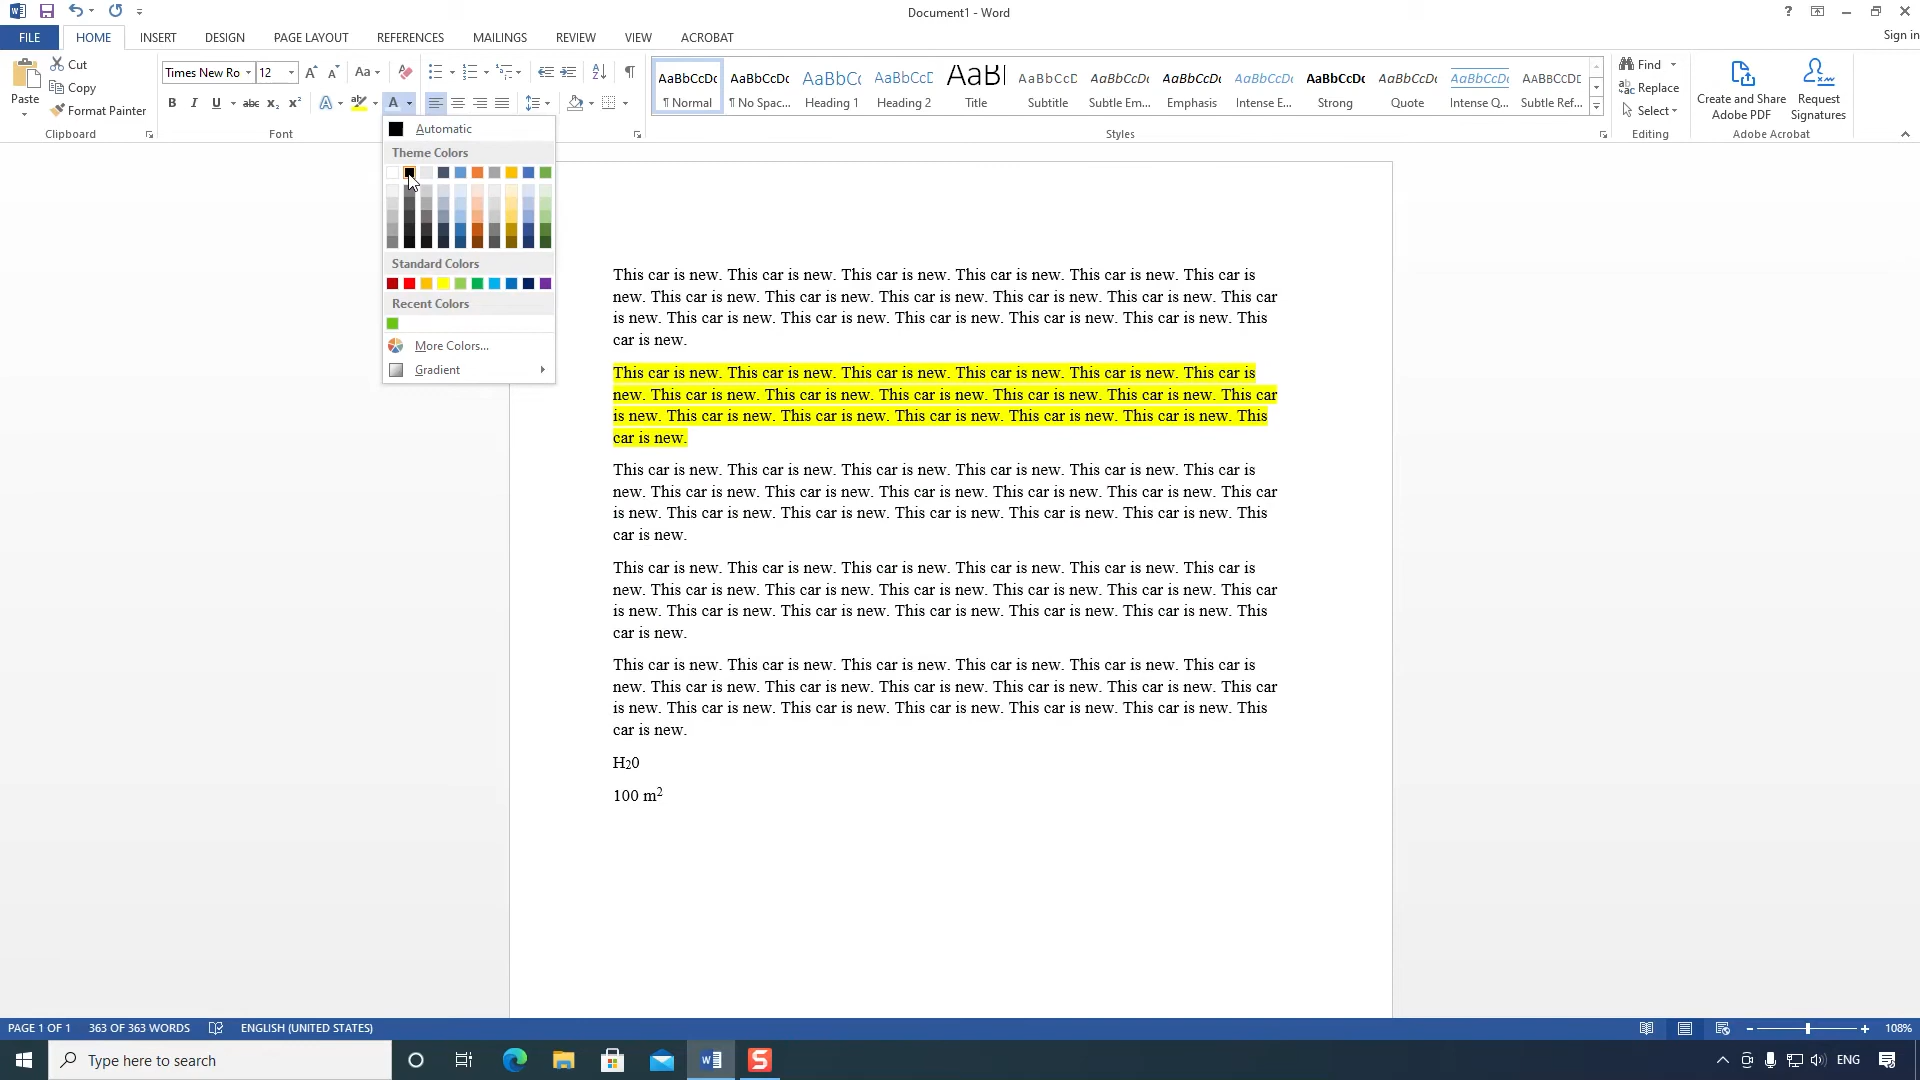 Document1 - Word
?
Sign in
FILE
HOME
INSERT
DESIGN
PAGE LAYOUT
REFERENCES
MAILINGS
REVIEW
VIEW
ACROBAT
Paste
Cut
Copy
Format Painter
Clipboard
Times New Ro
12
Aa
B I U abc x₂ x²
Font
AaBbCcDc
¶ Normal
AaBbCcDc
¶ No Spac...
AaBbCc
Heading 1
AaBbCcD
Heading 2
AaBl
Title
AaBbCcD
Subtitle
AaBbCcDc
Subtle Em...
AaBbCcDc
Emphasis
AaBbCcDc
Intense E...
AaBbCcDc
Strong
AaBbCcDc
Quote
AaBbCcDc
Intense Q...
AABBCCDE
Subtle Ref...
Styles
Find
Replace
Select
Editing
Create and Share
Adobe PDF
Request
Signatures
Adobe Acrobat
Automatic
Theme Colors
Standard Colors
Recent Colors
More Colors...
Gradient
This car is new. This car is new. This car is new. This car is new. This car is new. This car is
new. This car is new. This car is new. This car is new. This car is new. This car is new. This car
is new. This car is new. This car is new. This car is new. This car is new. This car is new. This
car is new.
This car is new. This car is new. This car is new. This car is new. This car is new. This car is
new. This car is new. This car is new. This car is new. This car is new. This car is new. This car
is new. This car is new. This car is new. This car is new. This car is new. This car is new. This
car is new.
This car is new. This car is new. This car is new. This car is new. This car is new. This car is
new. This car is new. This car is new. This car is new. This car is new. This car is new. This car
is new. This car is new. This car is new. This car is new. This car is new. This car is new. This
car is new.
This car is new. This car is new. This car is new. This car is new. This car is new. This car is
new. This car is new. This car is new. This car is new. This car is new. This car is new. This car
is new. This car is new. This car is new. This car is new. This car is new. This car is new. This
car is new.
This car is new. This car is new. This car is new. This car is new. This car is new. This car is
new. This car is new. This car is new. This car is new. This car is new. This car is new. This car
is new. This car is new. This car is new. This car is new. This car is new. This car is new. This
car is new.
H₂0
100 m²
PAGE 1 OF 1
363 OF 363 WORDS
ENGLISH (UNITED STATES)
108%
Type here to search
ENG